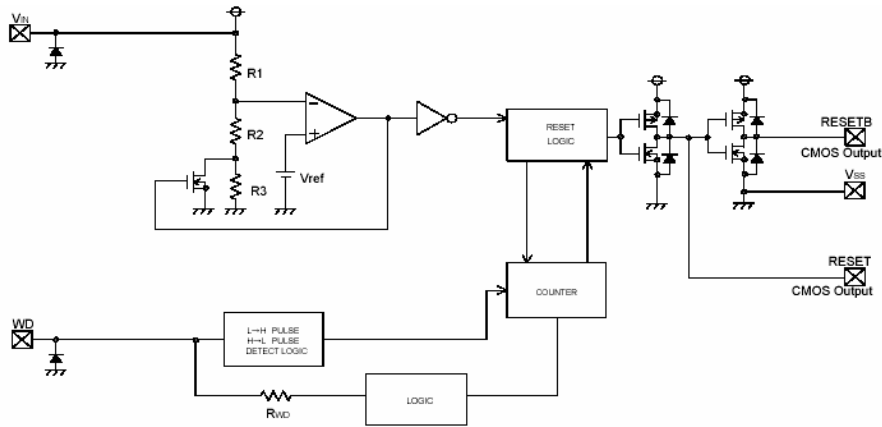 VIN
R1
R2
R3
Vref
−
+
RESET
LOGIC
RESETB
CMOS Output
VSS
RESET
CMOS Output
COUNTER
WD
L→H PULSE
H→L PULSE
DETECT LOGIC
RWD
LOGIC